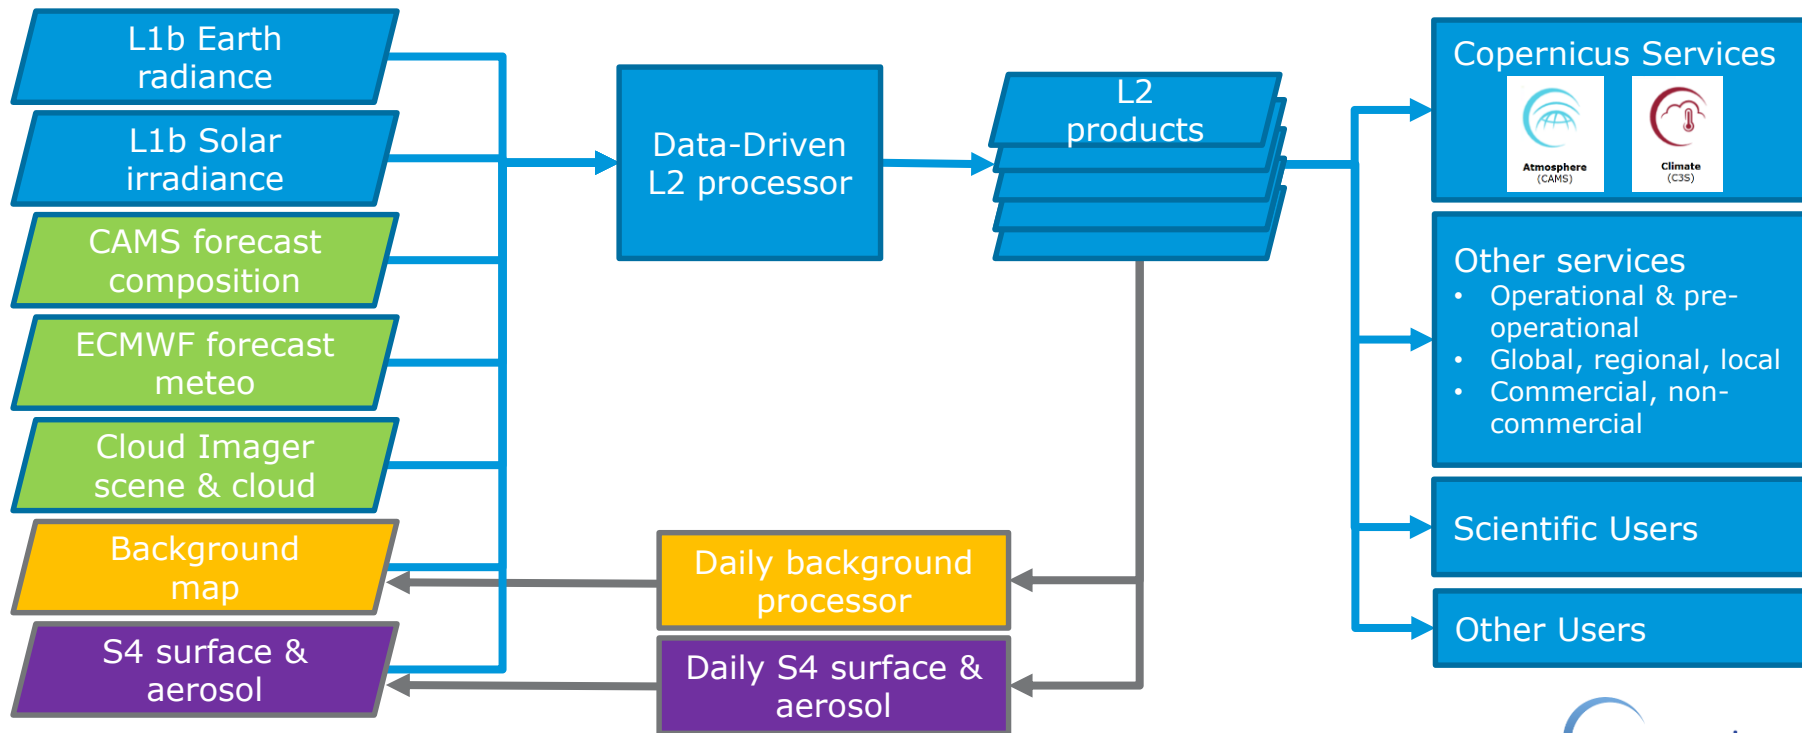 L1b Earth
radiance
L1b Solar
irradiance
CAMS forecast
composition
ECMWF forecast
meteo
Cloud Imager
scene & cloud
Background
map
S4 surface &
aerosol
Data-Driven
L2 processor
Daily background
processor
Daily S4 surface &
aerosol
L2
products
Copernicus Services
Atmosphere
(CAMS)
Climate
(C3S)
Other services
• Operational & pre-
operational
• Global, regional, local
• Commercial, non-
commercial
Scientific Users
Other Users